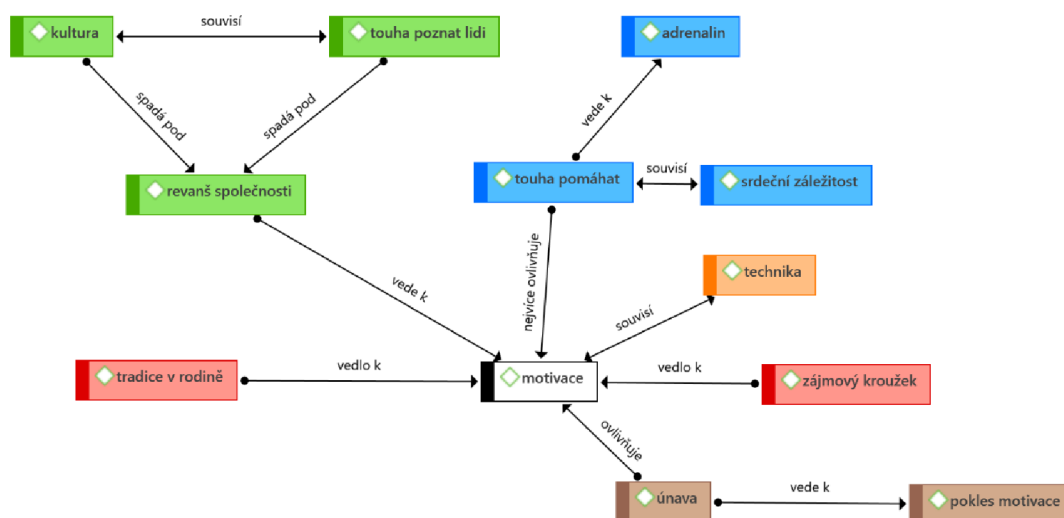 souvisí
kultura
touha poznat lidi
adrenalin
spadá pod
spadá pod
vede k
revanš společnosti
touha pomáhat
souvisí
srdeční záležitost
nejvíce ovlivňuje
vede k
technika
souvisí
tradice v rodině
vedlo k
motivace
vedlo k
zájmový kroužek
ovlivňuje
únava
vede k
pokles motivace